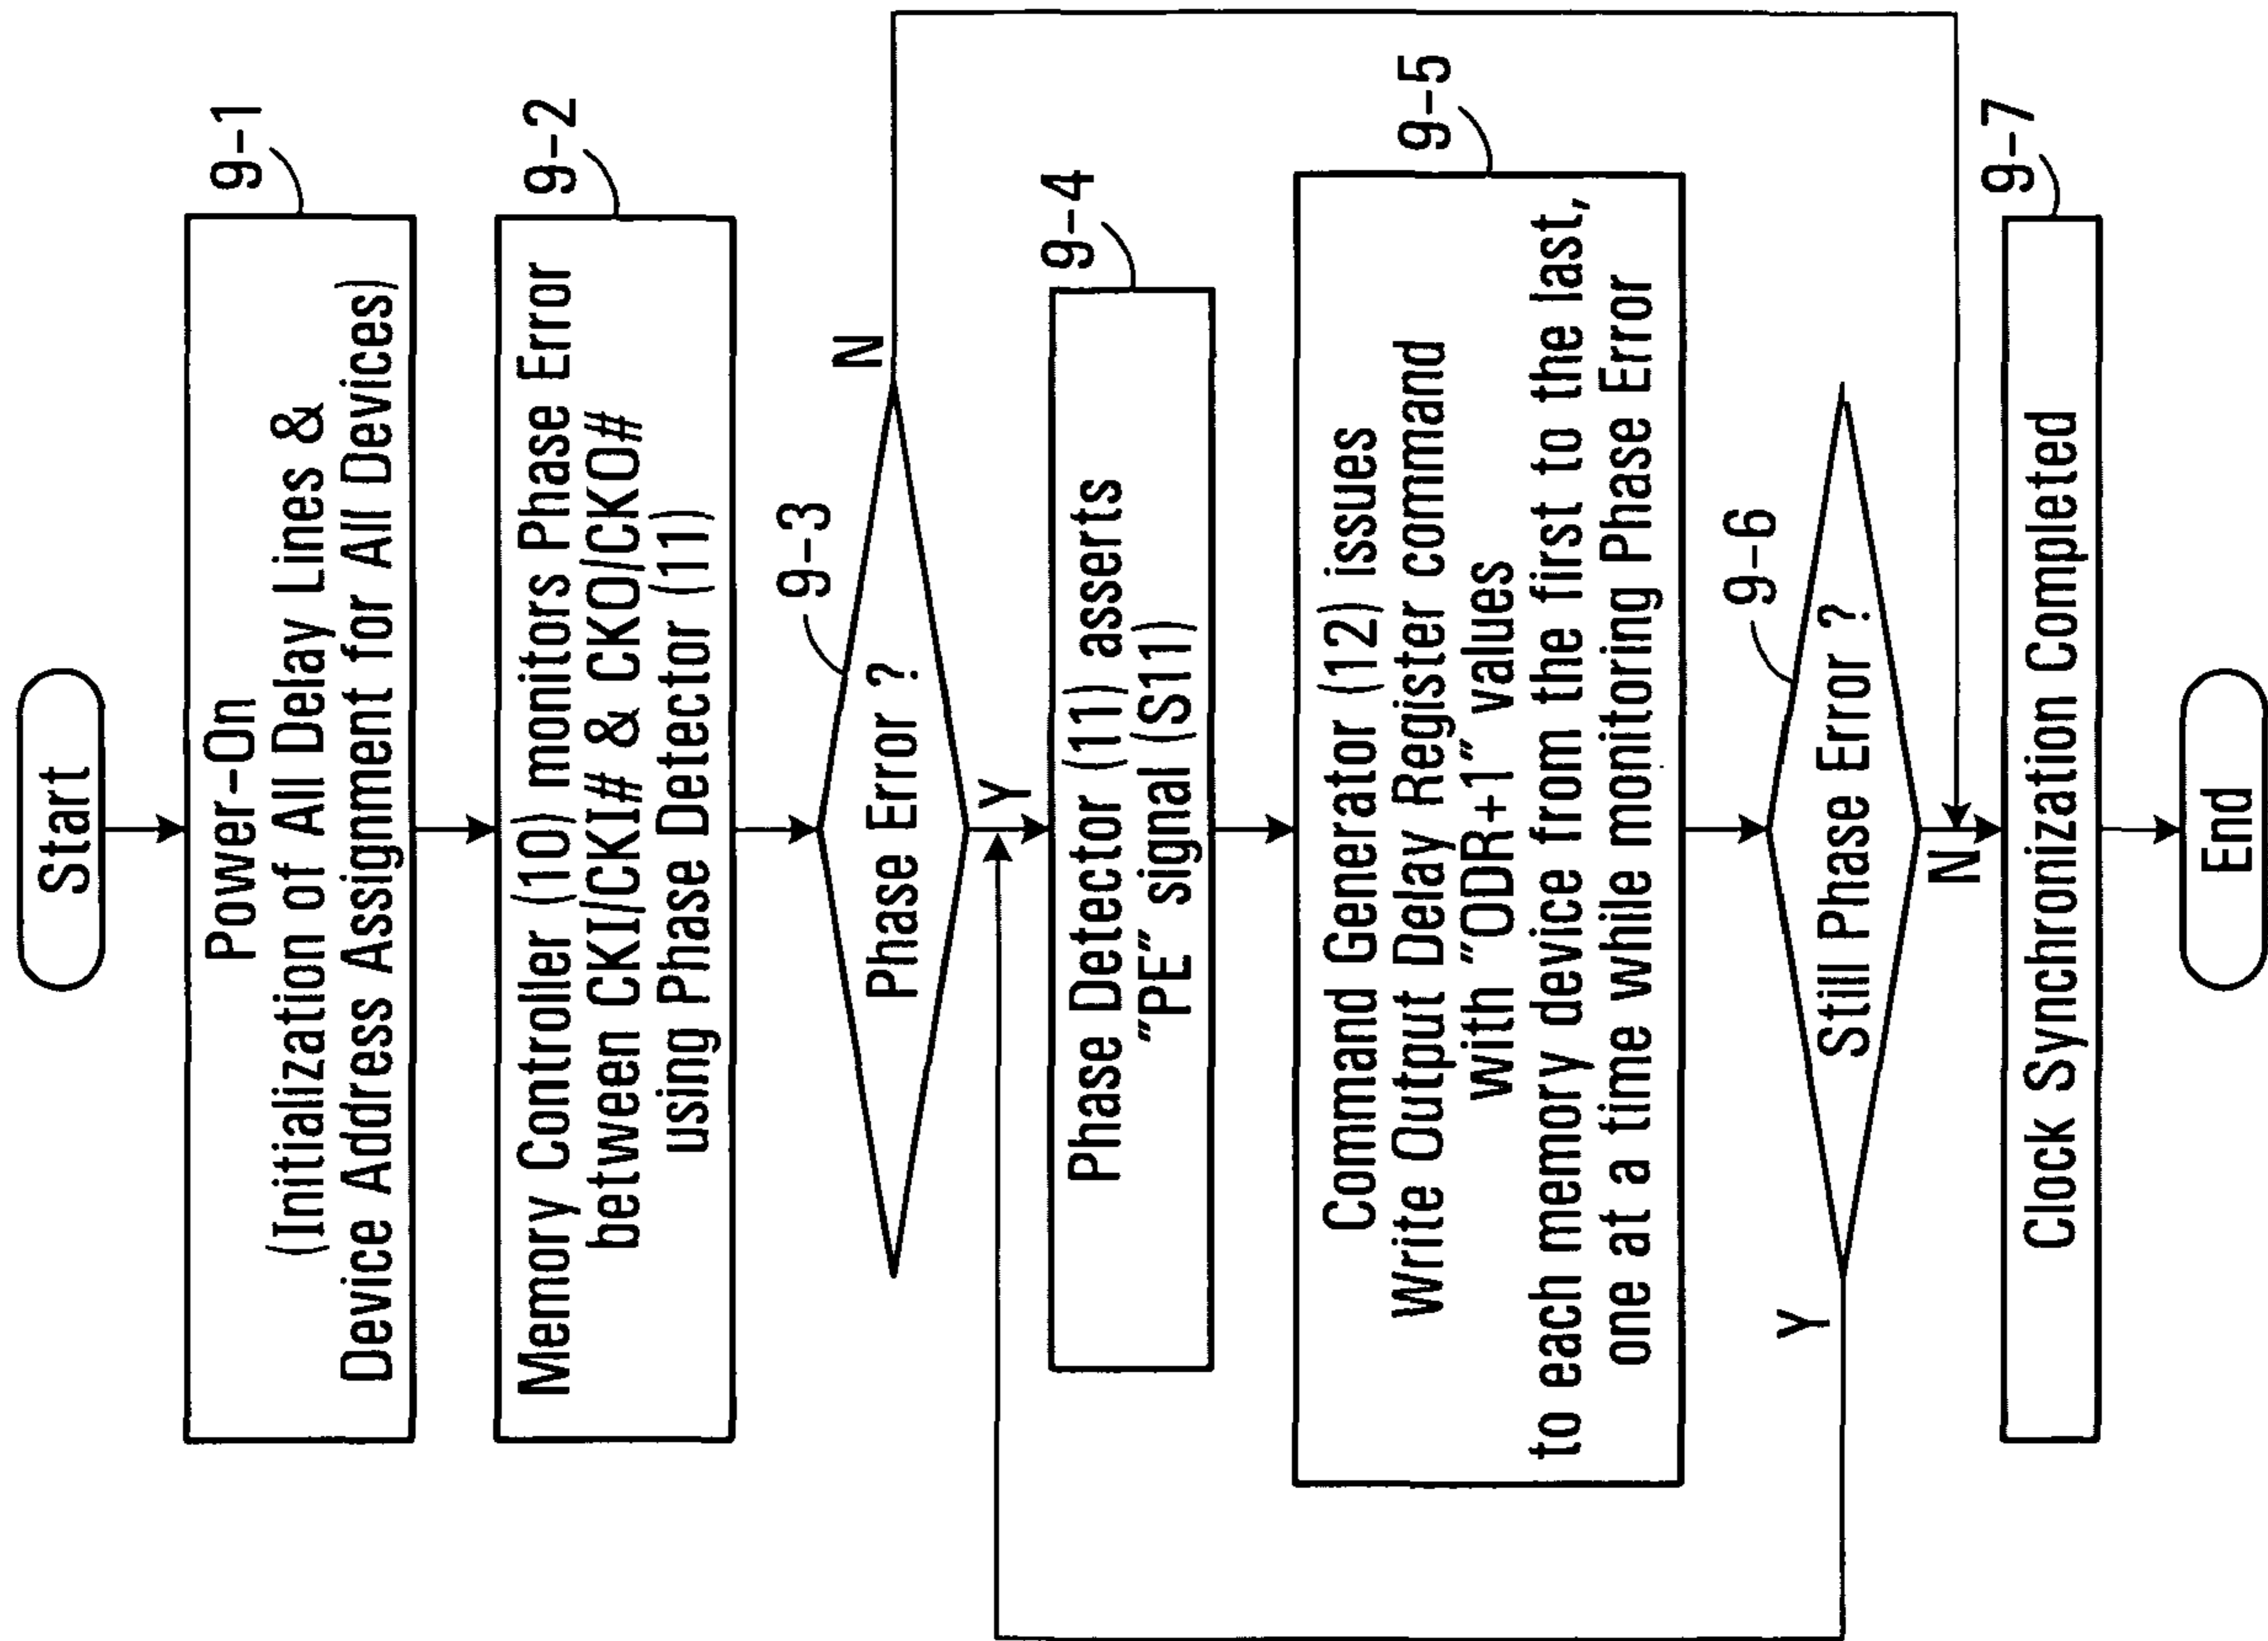 Start
9-1
Power-On
(Initialization of All Delay Lines &
Device Address Assignment for All Devices)
9-2
Memory Controller (10) monitors Phase Error
between CKI/CKI# & CKO/CKO#
using Phase Detector (11)
9-3
Phase Error ?
N
Y
9-4
Phase Detector (11) asserts
"PE" signal (S11)
9-5
Command Generator (12) issues
Write Output Delay Register command
with "ODR+1" values
to each memory device from the first to the last,
one at a time while monitoring Phase Error
9-6
Still Phase Error ?
Y
N
9-7
Clock Synchronization Completed
End